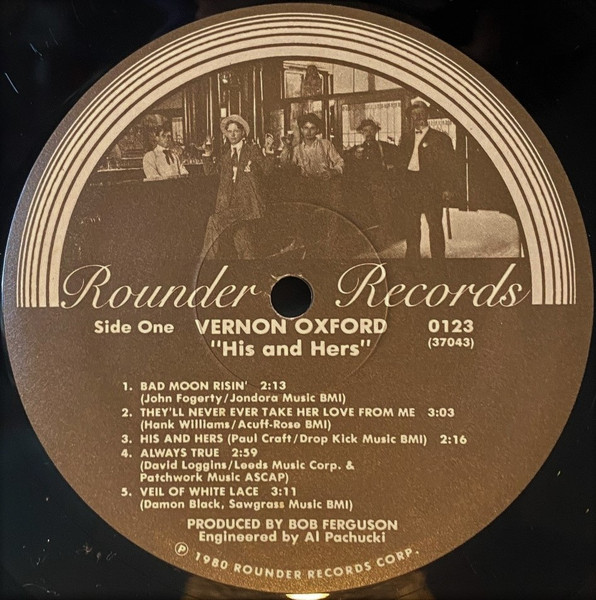 Rounder Records
Side One VERNON OXFORD 0123
"His and Hers" (37043)
1. BAD MOON RISIN' 2:13
(John Fogerty/Jondora Music BMI)
2. THEY'LL NEVER EVER TAKE HER LOVE FROM ME 3:03
(Hank Williams/Acuff-Rose BMI)
3. HIS AND HERS (Paul Craft/Drop Kick Music BMI) 2:16
4. ALWAYS TRUE 2:59
(David Loggins/Leeds Music Corp. &
Patchwork Music ASCAP)
5. VEIL OF WHITE LACE 3:11
(Damon Black, Sawgrass Music BMI)
PRODUCED BY BOB FERGUSON
Engineered by Al Pachucki
℗ 1980 ROUNDER RECORDS CORP.